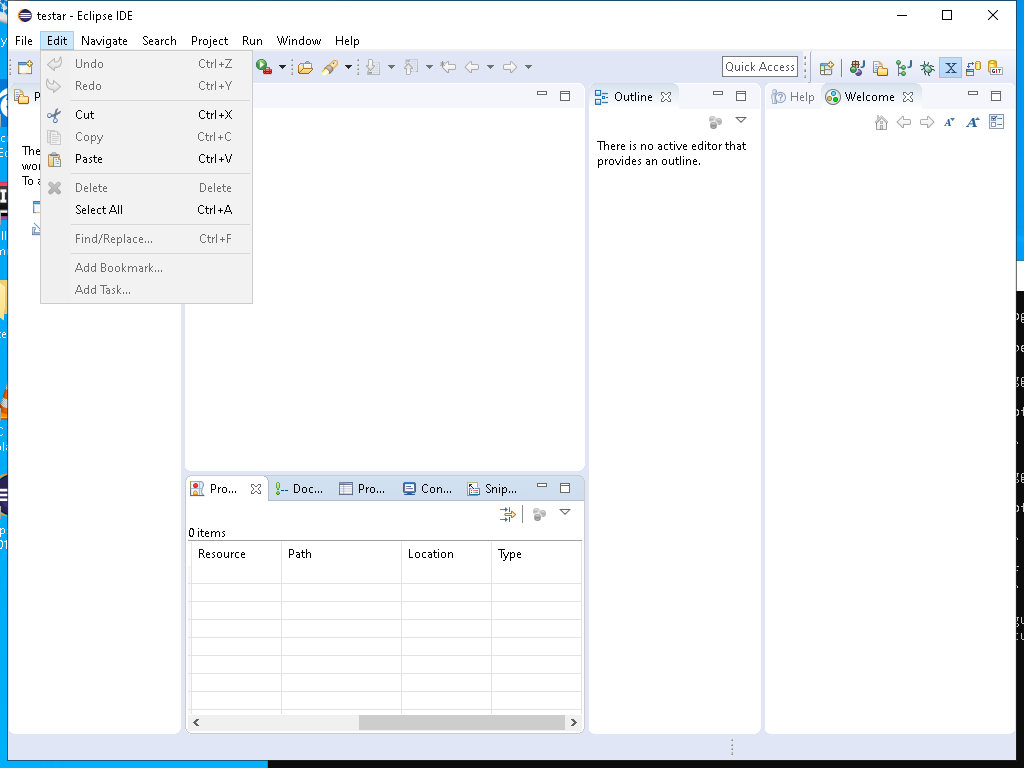 testar - Eclipse IDE
File Edit Navigate Search Project Run Window Help
Undo Ctrl+Z
Redo Ctrl+Y
Cut Ctrl+X
Copy Ctrl+C
Paste Ctrl+V
Delete Delete
Select All Ctrl+A
Find/Replace... Ctrl+F
Add Bookmark...
Add Task...
Quick Access
GIT
Outline
There is no active editor that
provides an outline.
Help Welcome
Pro... Doc... Pro... Con... Snip...
0 items
Resource Path Location Type